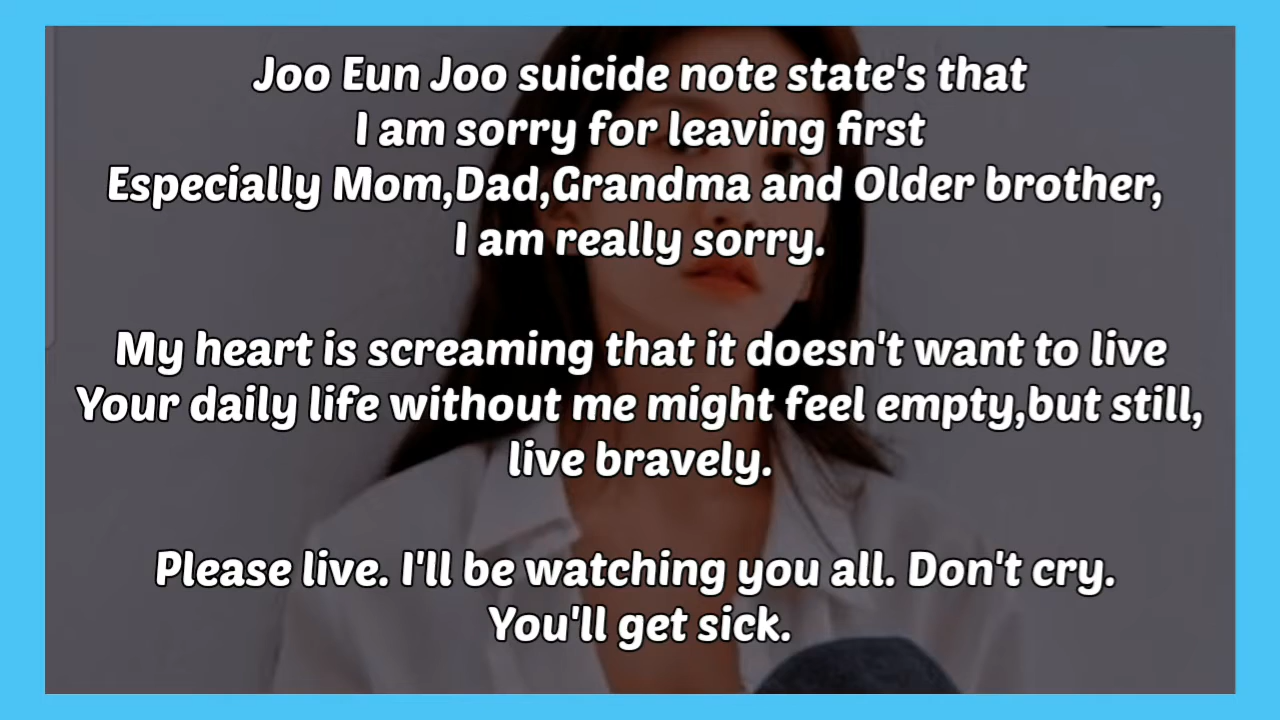 Joo Eun Joo suicide note state's that
I am sorry for leaving first
Especially Mom,Dad,Grandma and Older brother,
I am really sorry.
My heart is screaming that it doesn't want to live
Your daily life without me might feel empty,but still,
live bravely.
Please live. I'll be watching you all. Don't cry.
You'll get sick.